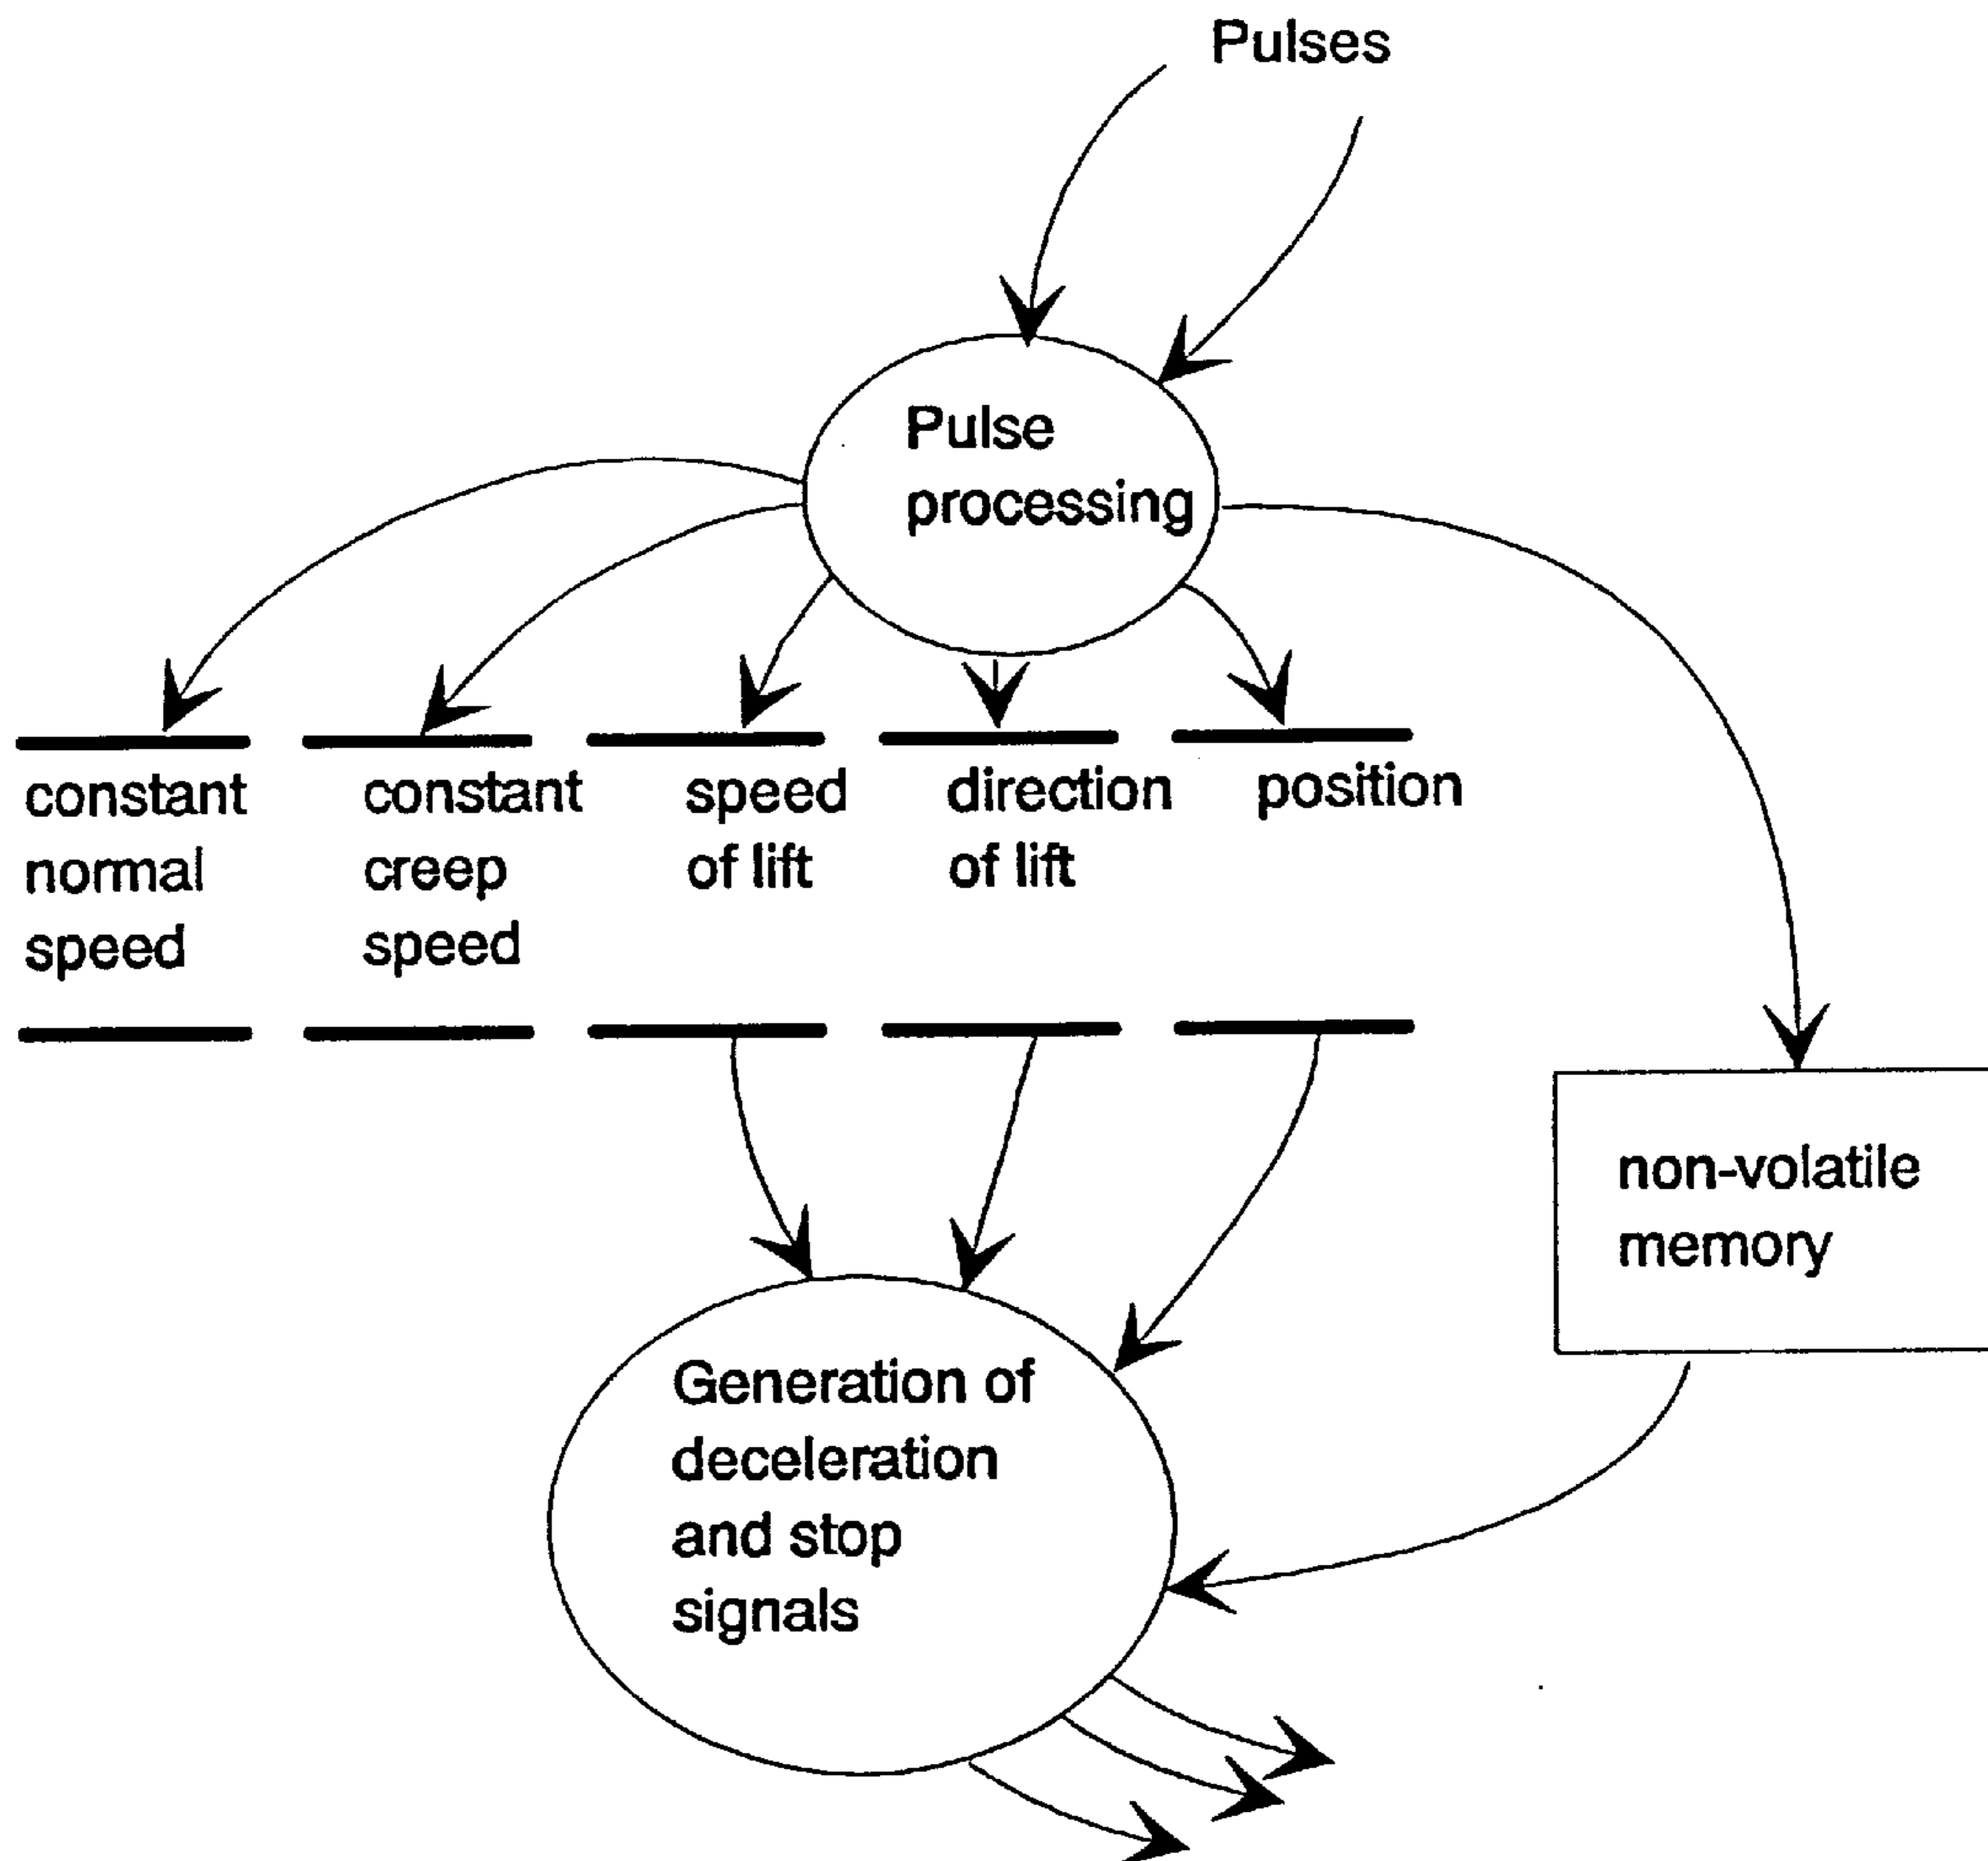 Pulses
Pulse
processing
constant
normal
speed
constant
creep
speed
speed
of lift
direction
of lift
position
non-volatile
memory
Generation of
deceleration
and stop
signals